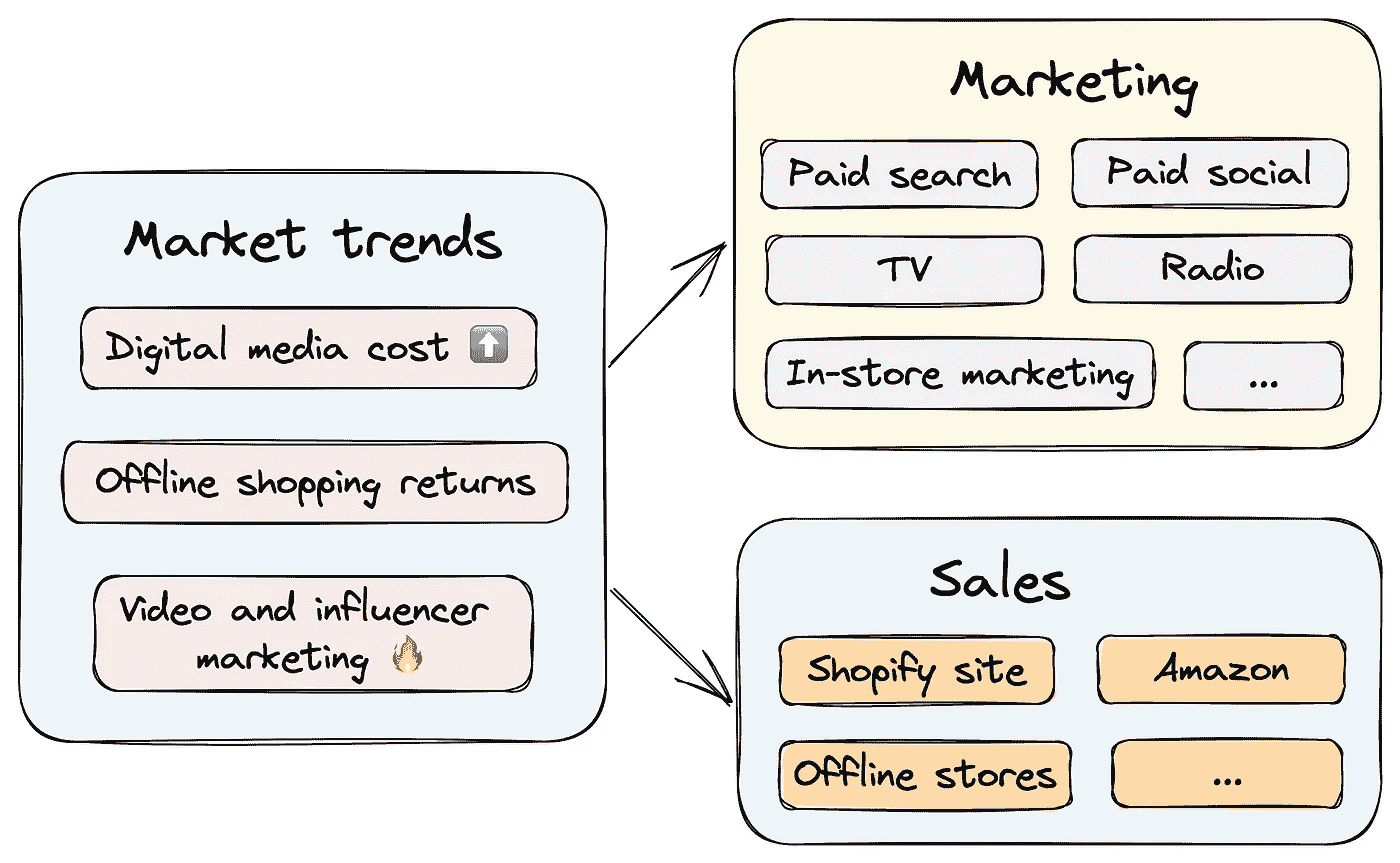 Market trends
Digital media cost ⬆️
Offline shopping returns
Video and influencer
marketing 🔥
Marketing
Paid search
Paid social
TV
Radio
In-store marketing
...
Sales
Shopify site
Amazon
Offline stores
...